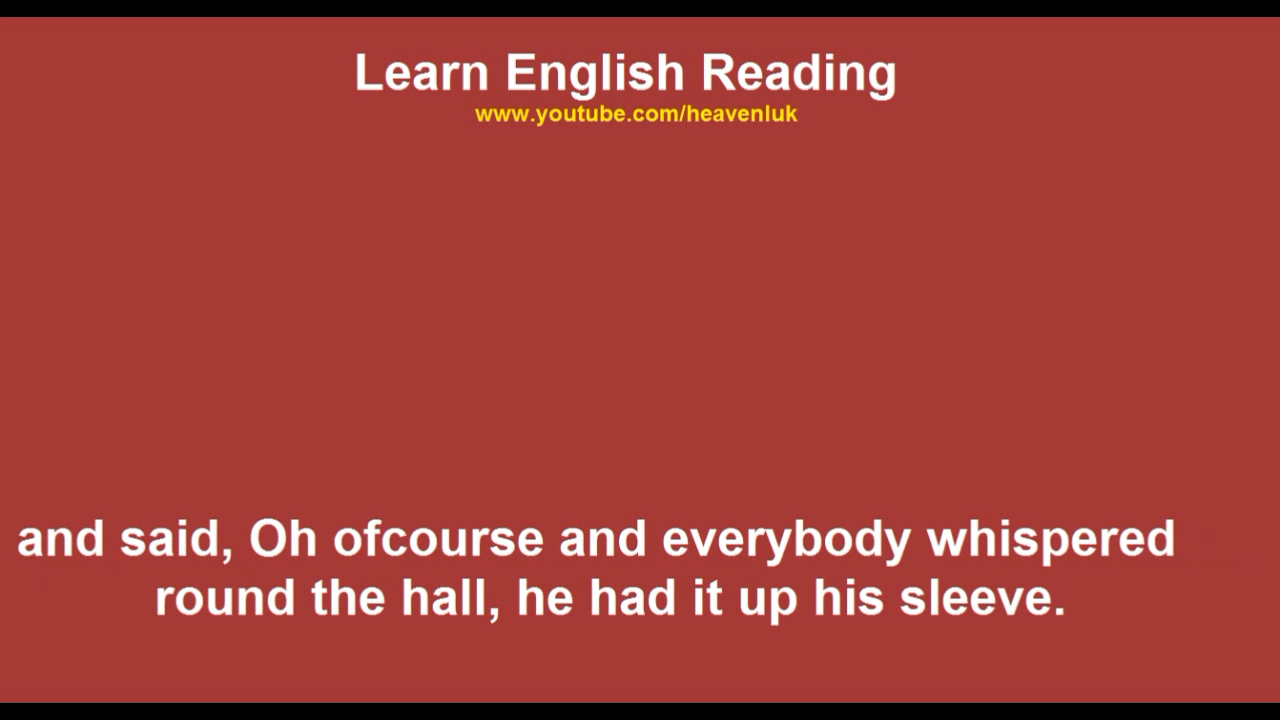 Learn English Reading
www.youtube.com/heavenluk
and said, Oh ofcourse and everybody whispered
round the hall, he had it up his sleeve.